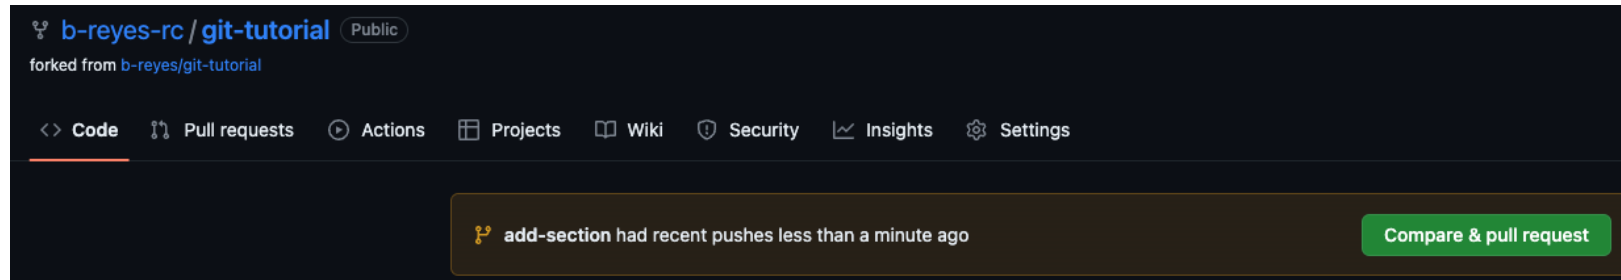 b-reyes-rc / git-tutorial Public
forked from b-reyes/git-tutorial
<> Code Pull requests Actions Projects Wiki Security Insights Settings
add-section had recent pushes less than a minute ago Compare & pull request